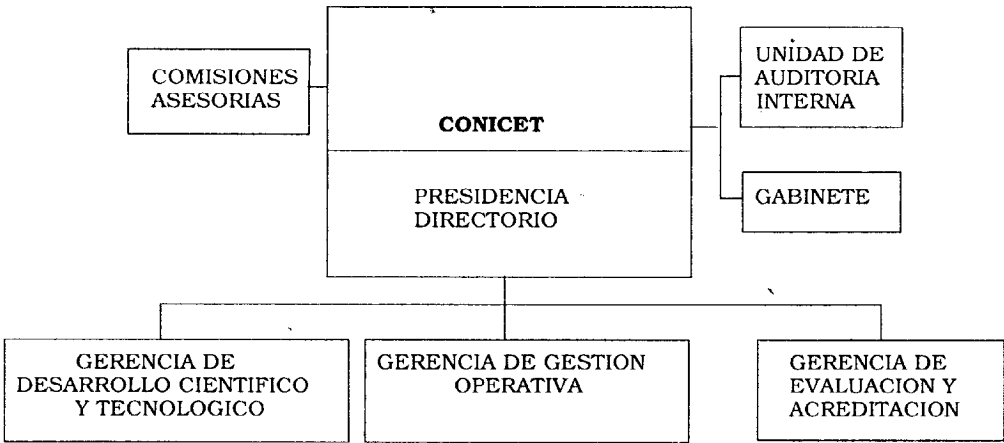 COMISIONES
ASESORIAS
CONICET
PRESIDENCIA
DIRECTORIO
UNIDAD DE
AUDITORIA
INTERNA
GABINETE
GERENCIA DE
DESARROLLO CIENTIFICO
Y TECNOLOGICO
GERENCIA DE GESTION
OPERATIVA
GERENCIA DE
EVALUACION Y
ACREDITACION